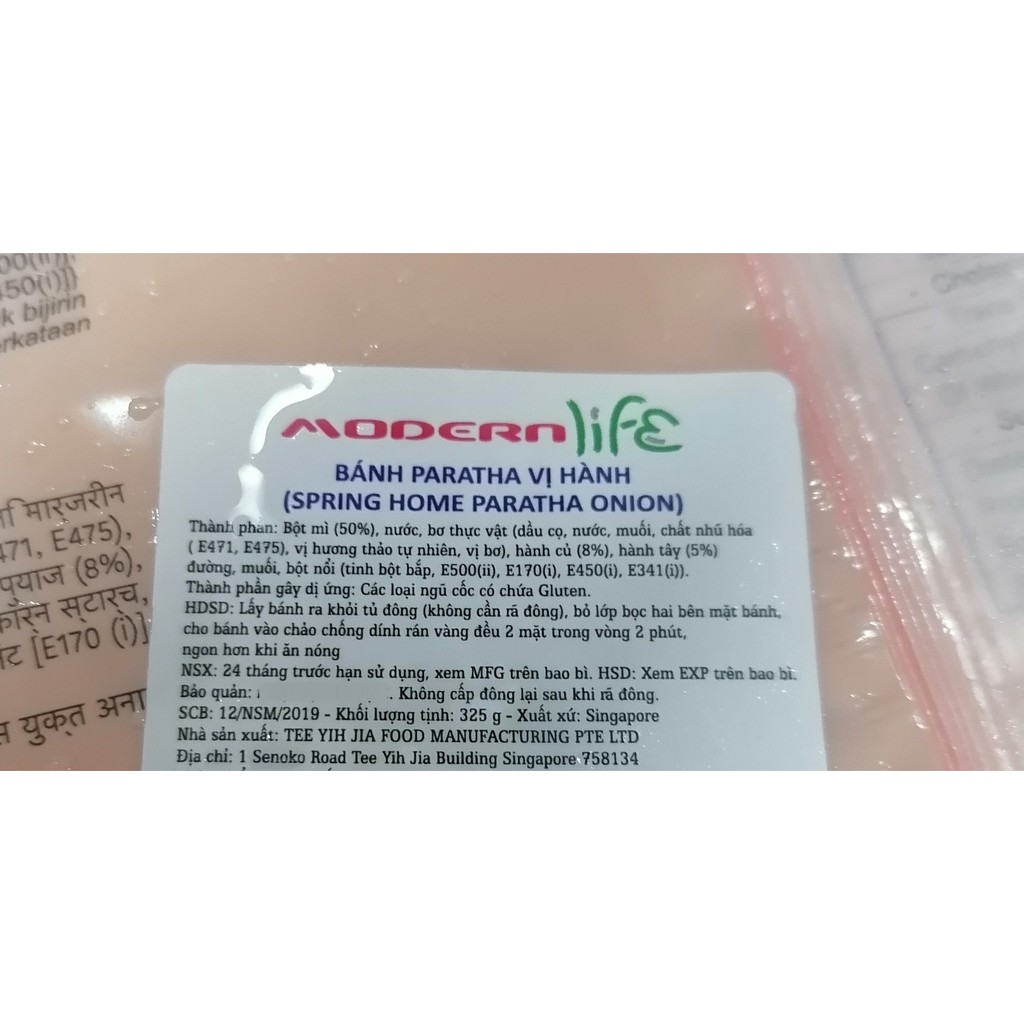 00(ii)],
450(i)]}
k bijirin
erkataan
MODERN life
BÁNH PARATHA VỊ HÀNH
(SPRING HOME PARATHA ONION)
Thành phần: Bột mì (50%), nước, bơ thực vật (dầu cọ, nước, muối, chất nhũ hóa
( E471, E475), vị hương thảo tự nhiên, vị bơ), hành củ (8%), hành tây (5%)
đường, muối, bột nổi (tinh bột bắp, E500(ii), E170(i), E450(i), E341(i)).
Thành phần gây dị ứng: Các loại ngũ cốc có chứa Gluten.
HDSD: Lấy bánh ra khỏi tủ đông (không cần rã đông), bỏ lớp bọc hai bên mặt bánh,
cho bánh vào chảo chống dính rán vàng đều 2 mặt trong vòng 2 phút,
ngon hơn khi ăn nóng
NSX: 24 tháng trước hạn sử dụng, xem MFG trên bao bì. HSD: Xem EXP trên bao bì.
Bảo quản: . Không cấp đông lại sau khi rã đông.
SCB: 12/NSM/2019 - Khối lượng tịnh: 325 g - Xuất xứ: Singapore
Nhà sản xuất: TEE YIH JIA FOOD MANUFACTURING PTE LTD
Địa chỉ: 1 Senoko Road Tee Yih Jia Building Singapore 758134
मार्जरीन
471, E475),
प्याज (8%),
कॉर्न स्टार्च,
[E170 (i)]
युक्त अना